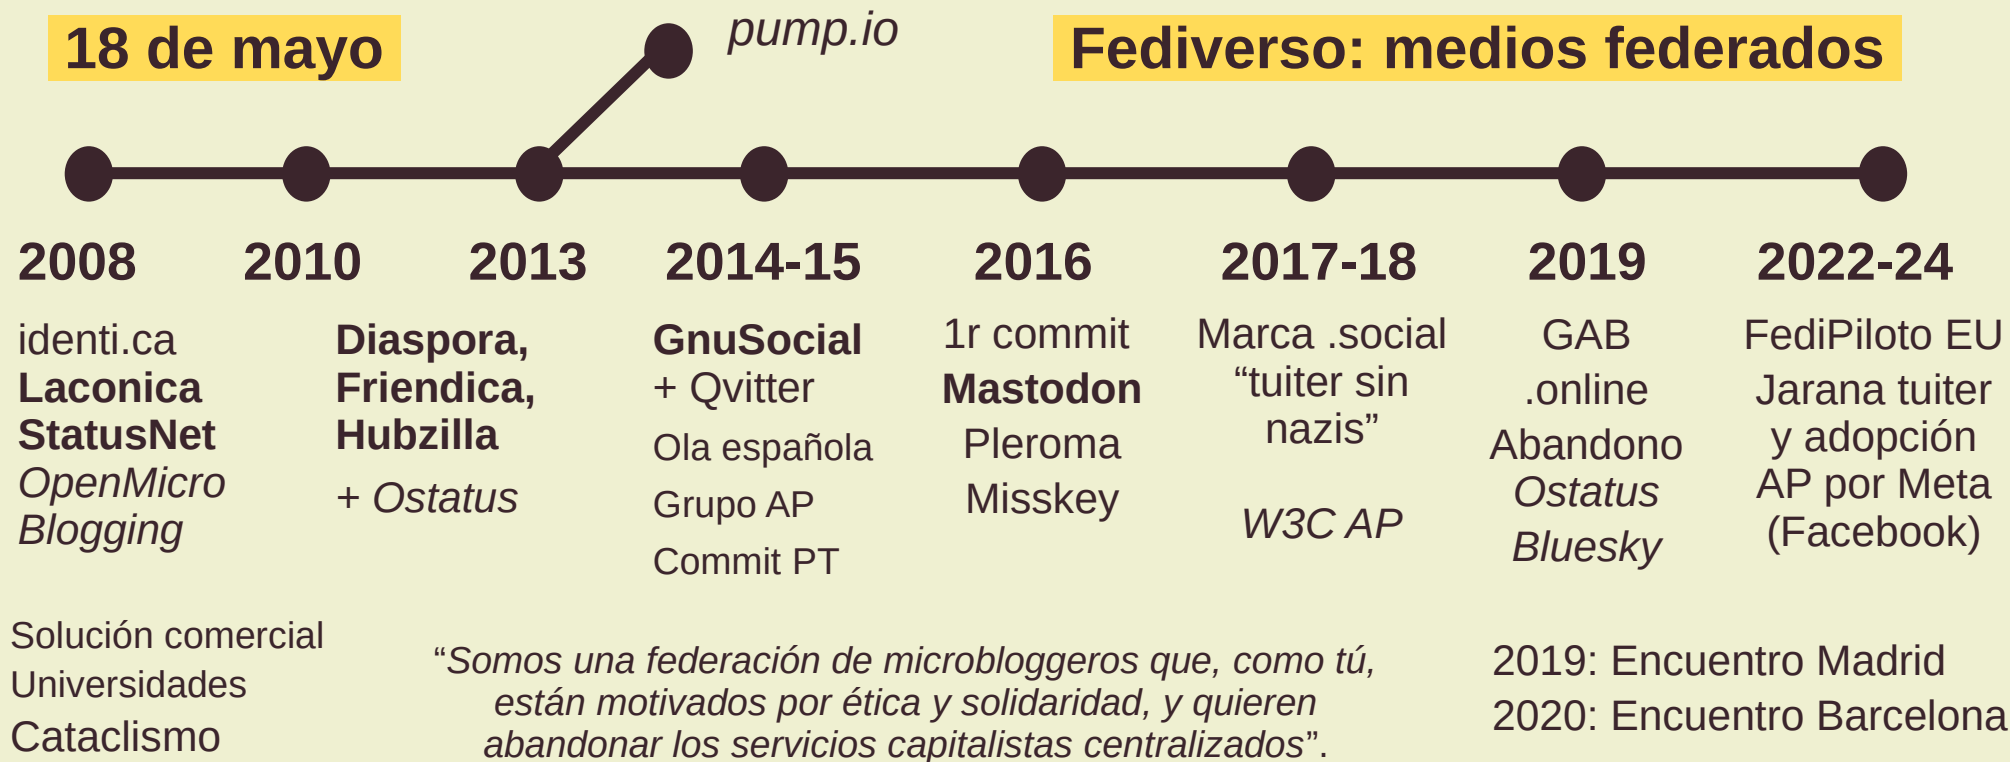 18 de mayo
pump.io
Fediverso: medios federados
2008
2010
2013
2014-15
2016
2017-18
2019
2022-24
identi.ca
Laconica
StatusNet
OpenMicro
Blogging
Diaspora,
Friendica,
Hubzilla
+ Ostatus
GnuSocial
+ Qvitter
Ola española
Grupo AP
Commit PT
1r commit
Mastodon
Pleroma
Misskey
Marca .social
“tuiter sin
nazis”
W3C AP
GAB
.online
Abandono
Ostatus
Bluesky
FediPiloto EU
Jarana tuiter
y adopción
AP por Meta
(Facebook)
Solución comercial
Universidades
Cataclismo
“Somos una federación de microbloggeros que, como tú,
están motivados por ética y solidaridad, y quieren
abandonar los servicios capitalistas centralizados”.
2019: Encuentro Madrid
2020: Encuentro Barcelona